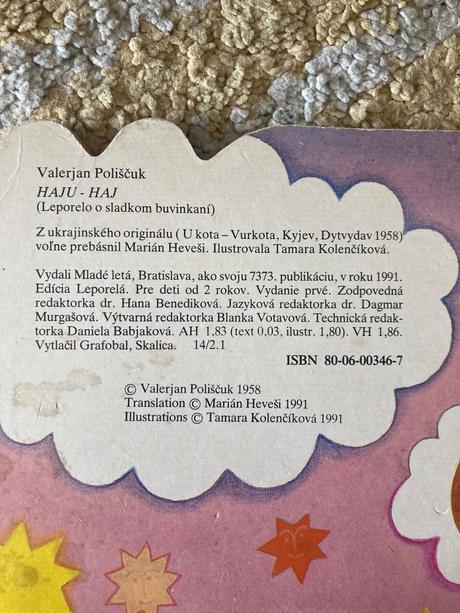 Valerjan Poliščuk
HAJU - HAJ
(Leporelo o sladkom buvinkaní)
Z ukrajinského originálu ( U kota – Vurkota, Kyjev, Dytvydav 1958)
voľne prebásnil Marián Heveši. Ilustrovala Tamara Kolenčíková.
Vydali Mladé letá, Bratislava, ako svoju 7373. publikáciu, v roku 1991.
Edícia Leporelá. Pre deti od 2 rokov. Vydanie prvé. Zodpovedná
redaktorka dr. Hana Benediková. Jazyková redaktorka dr. Dagmar
Murgašová. Výtvarná redaktorka Blanka Votavová. Technická redak-
torka Daniela Babjaková. AH 1,83 (text 0,03, ilustr. 1,80). VH 1,86.
Vytlačil Grafobal, Skalica. 14/2.1
ISBN 80-06-00346-7
© Valerjan Poliščuk 1958
Translation © Marián Heveši 1991
Illustrations © Tamara Kolenčíková 1991